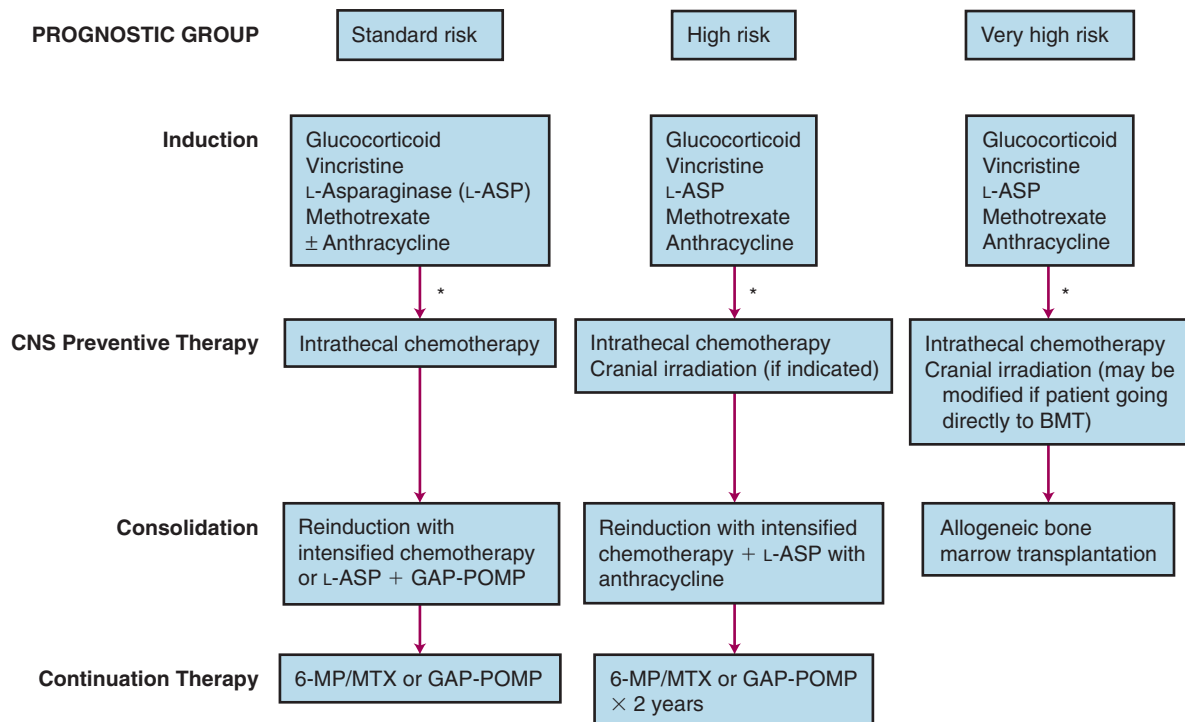 PROGNOSTIC GROUP
Standard risk
High risk
Very high risk
Induction
Glucocorticoid
Vincristine
L-Asparaginase (L-ASP)
Methotrexate
± Anthracycline
Glucocorticoid
Vincristine
L-ASP
Methotrexate
Anthracycline
Glucocorticoid
Vincristine
L-ASP
Methotrexate
Anthracycline
*
*
*
CNS Preventive Therapy
Intrathecal chemotherapy
Intrathecal chemotherapy
Cranial irradiation (if indicated)
Intrathecal chemotherapy
Cranial irradiation (may be
modified if patient going
directly to BMT)
Consolidation
Reinduction with
intensified chemotherapy
or L-ASP + GAP-POMP
Reinduction with intensified
chemotherapy + L-ASP with
anthracycline
Allogeneic bone
marrow transplantation
Continuation Therapy
6-MP/MTX or GAP-POMP
6-MP/MTX or GAP-POMP
× 2 years